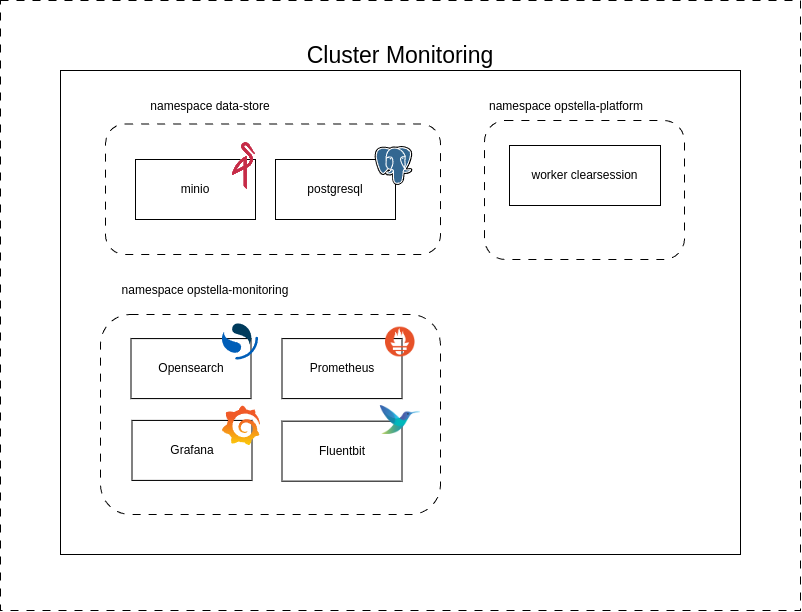 Cluster Monitoring
namespace data-store
namespace opstella-platform
minio
postgresql
worker clearsession
namespace opstella-monitoring
Opensearch
Prometheus
Grafana
Fluentbit